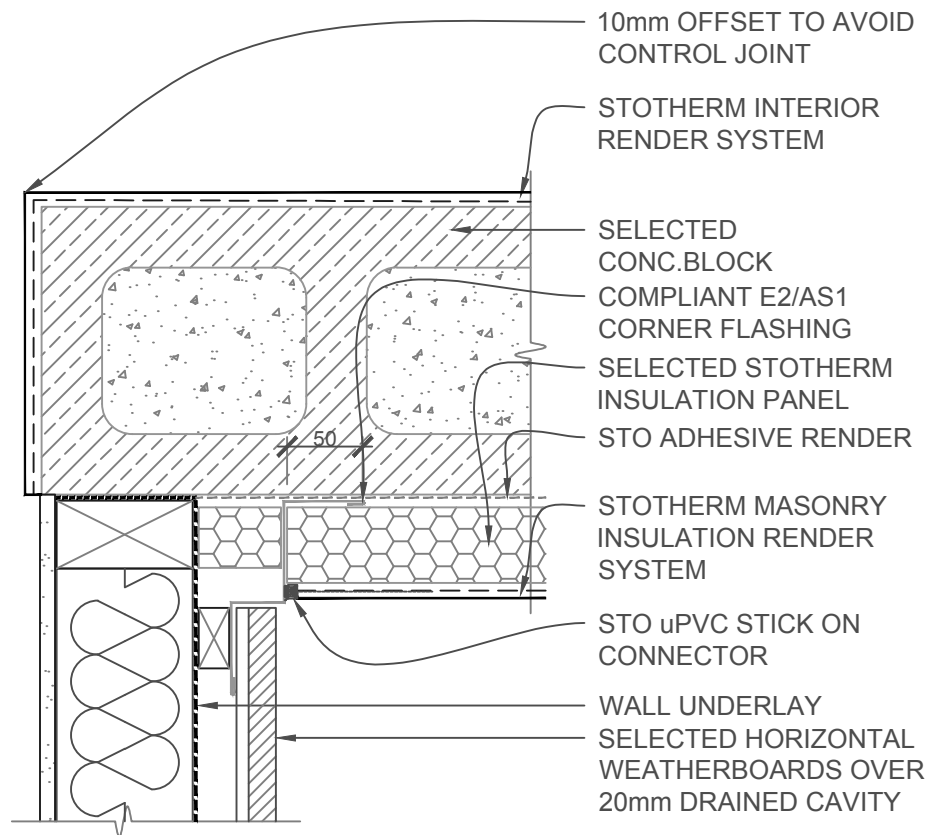 10mm OFFSET TO AVOID
CONTROL JOINT
STOTHERM INTERIOR
RENDER SYSTEM
SELECTED
CONC.BLOCK
COMPLIANT E2/AS1
CORNER FLASHING
SELECTED STOTHERM
INSULATION PANEL
50
STO ADHESIVE RENDER
STOTHERM MASONRY
INSULATION RENDER
SYSTEM
STO uPVC STICK ON
CONNECTOR
WALL UNDERLAY
SELECTED HORIZONTAL
WEATHERBOARDS OVER
20mm DRAINED CAVITY